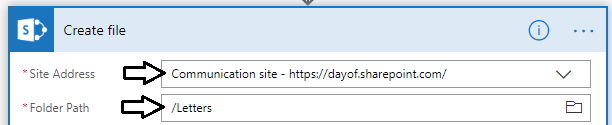 Create file
* Site Address Communication site - https://dayof.sharepoint.com/
* Folder Path /Letters